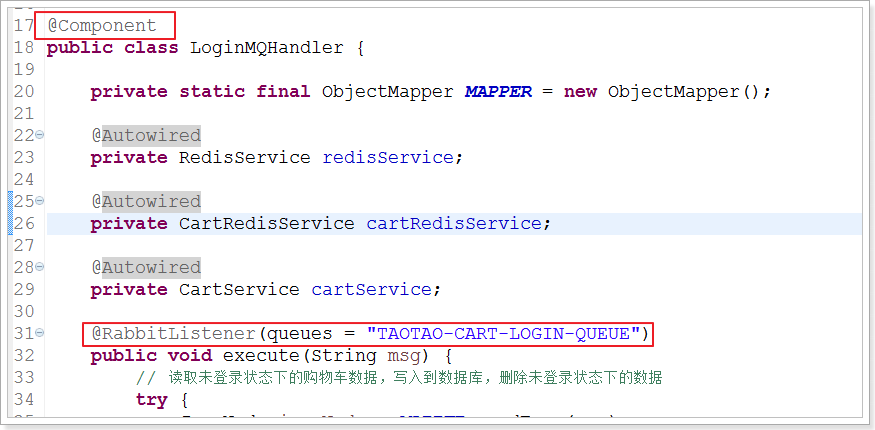 17 @Component
18 public class LoginMQHandler {
19
20 private static final ObjectMapper MAPPER = new ObjectMapper();
21
22 @Autowired
23 private RedisService redisService;
24
25 @Autowired
26 private CartRedisService cartRedisService;
27
28 @Autowired
29 private CartService cartService;
30
31 @RabbitListener(queues = "TAOTAO-CART-LOGIN-QUEUE")
32 public void execute(String msg) {
33 // 读取未登录状态下的购物车数据，写入到数据库，删除未登录状态下的数据
34 try {